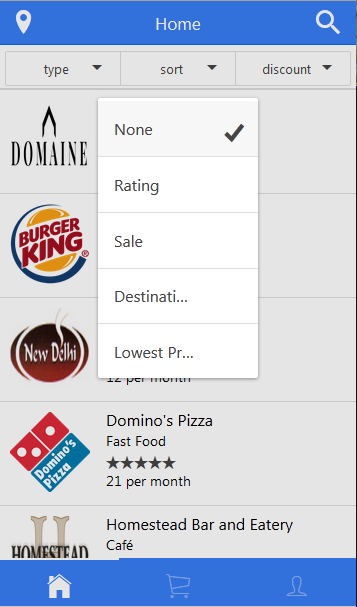 Home
type
sort
discount
DOMAINE
None
Rating
BURGER
KING
Sale
Destinati...
New Delhi
Lowest Pr...
12 per month
Domino's Pizza
Domino's
Pizza
Fast Food
★★★★★
21 per month
Homestead Bar and Eatery
HOMESTEAD
Café